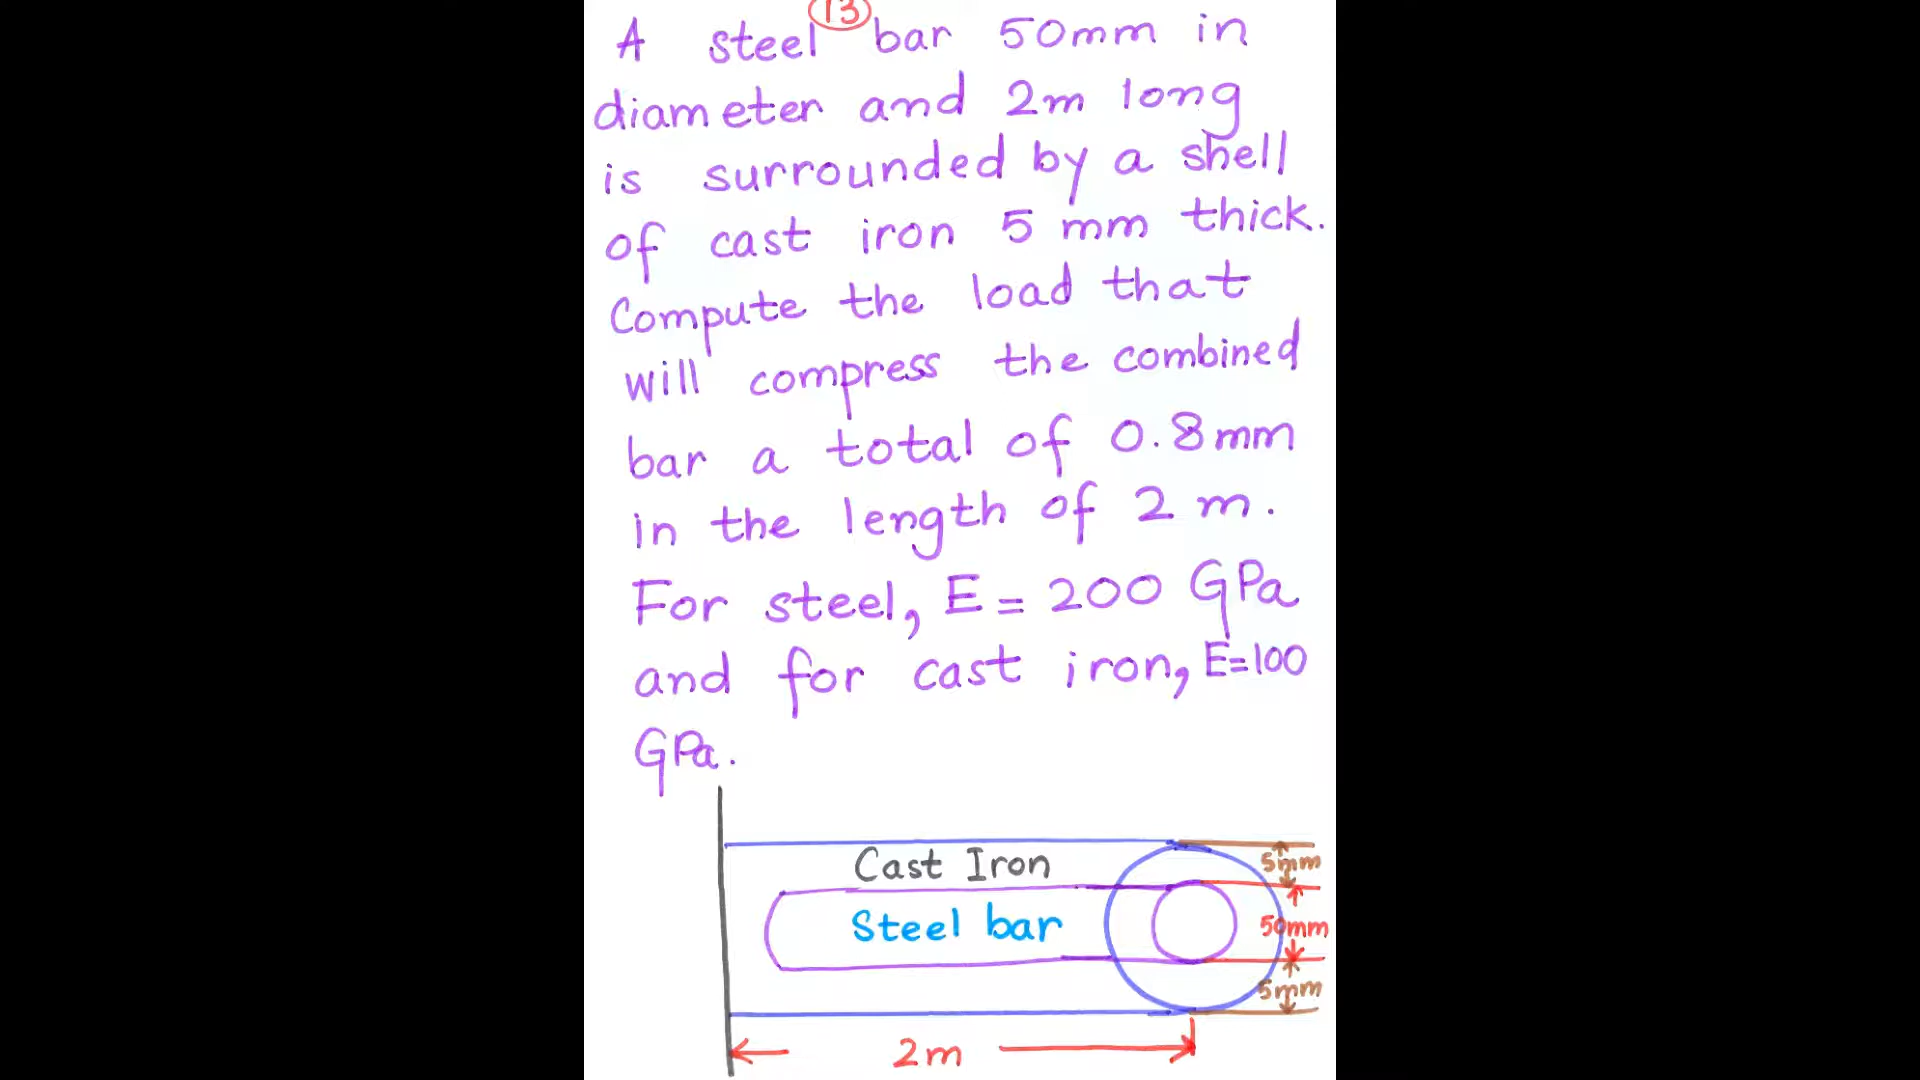 13
A steel bar 50mm in
diameter and 2m long
is surrounded by a shell
of cast iron 5 mm thick.
Compute the load that
will compress the combined
bar a total of 0.8mm
in the length of 2 m.
For steel, E = 200 GPa
and for cast iron, E=100
GPa.
Cast Iron
5mm
Steel bar
50mm
5mm
2m